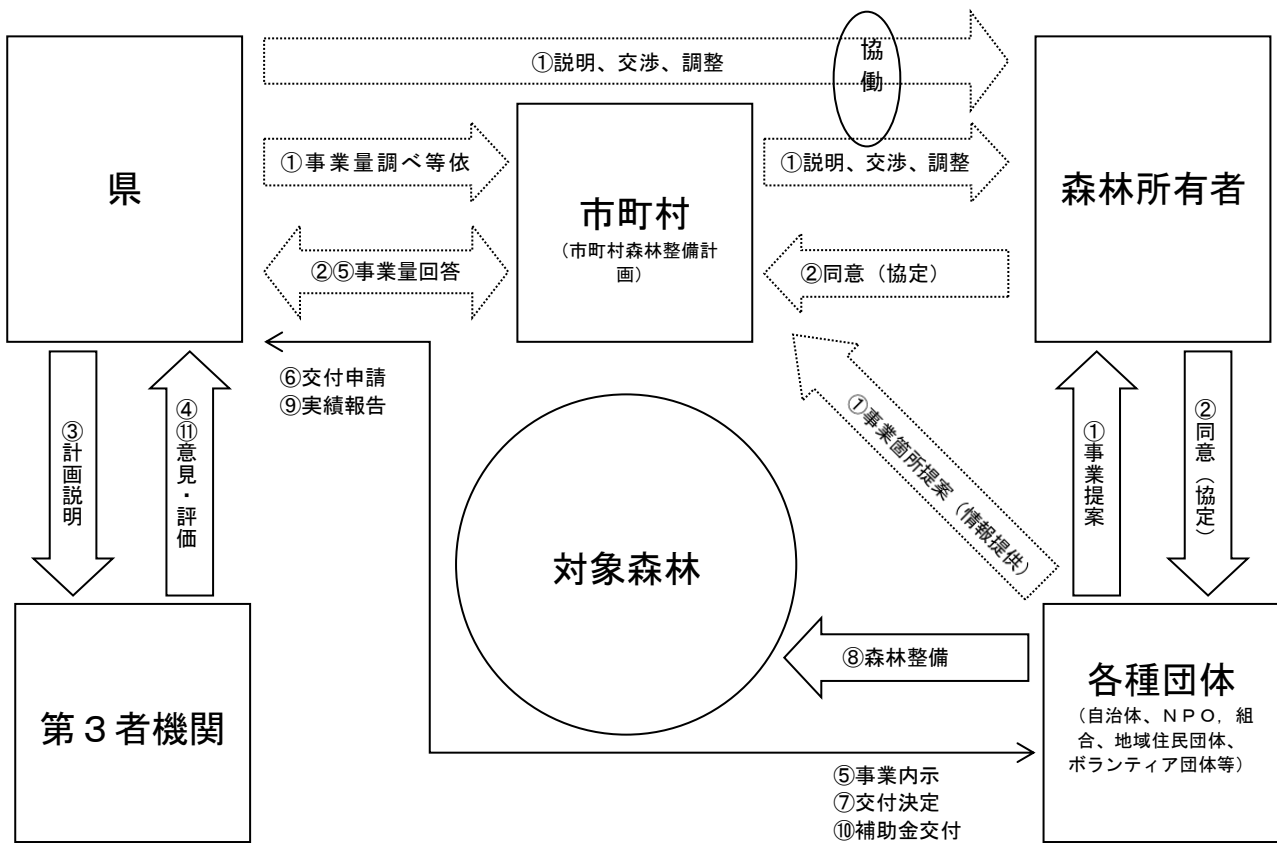 ①説明、交渉、調整
協
働
県
①事業量調べ等依
市町村
（市町村森林整備計
画）
①説明、交渉、調整
森林所有者
②⑤事業量回答
②同意（協定）
⑥交付申請
⑨実績報告
③計画説明
④⑪意見・評価
①事業箇所提案（情報提供）
①事業提案
②同意（協定）
対象森林
⑧森林整備
第３者機関
各種団体
（自治体、ＮＰＯ，組
合、地域住民団体、
ボランティア団体等）
⑤事業内示
⑦交付決定
⑩補助金交付